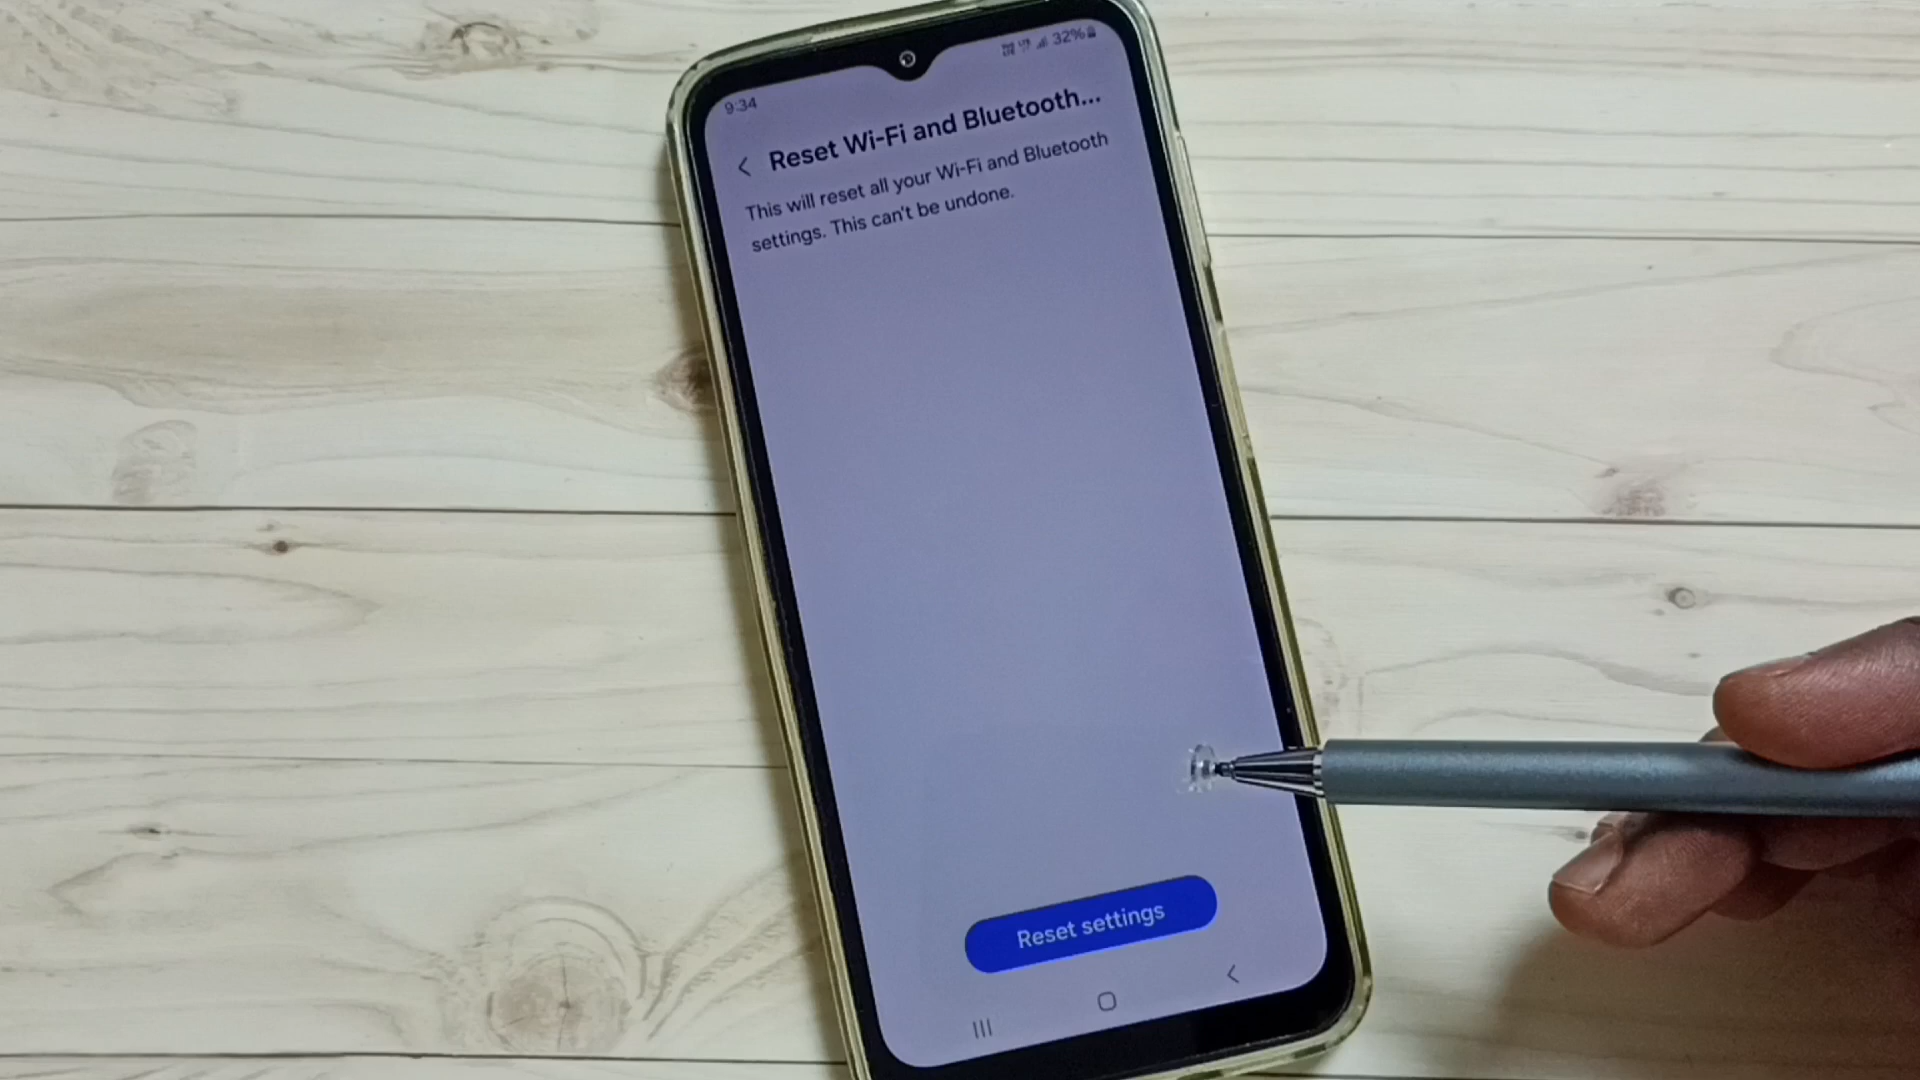 9:34
32%
Reset Wi-Fi and Bluetooth...
This will reset all your Wi-Fi and Bluetooth
settings. This can't be undone.
Reset settings